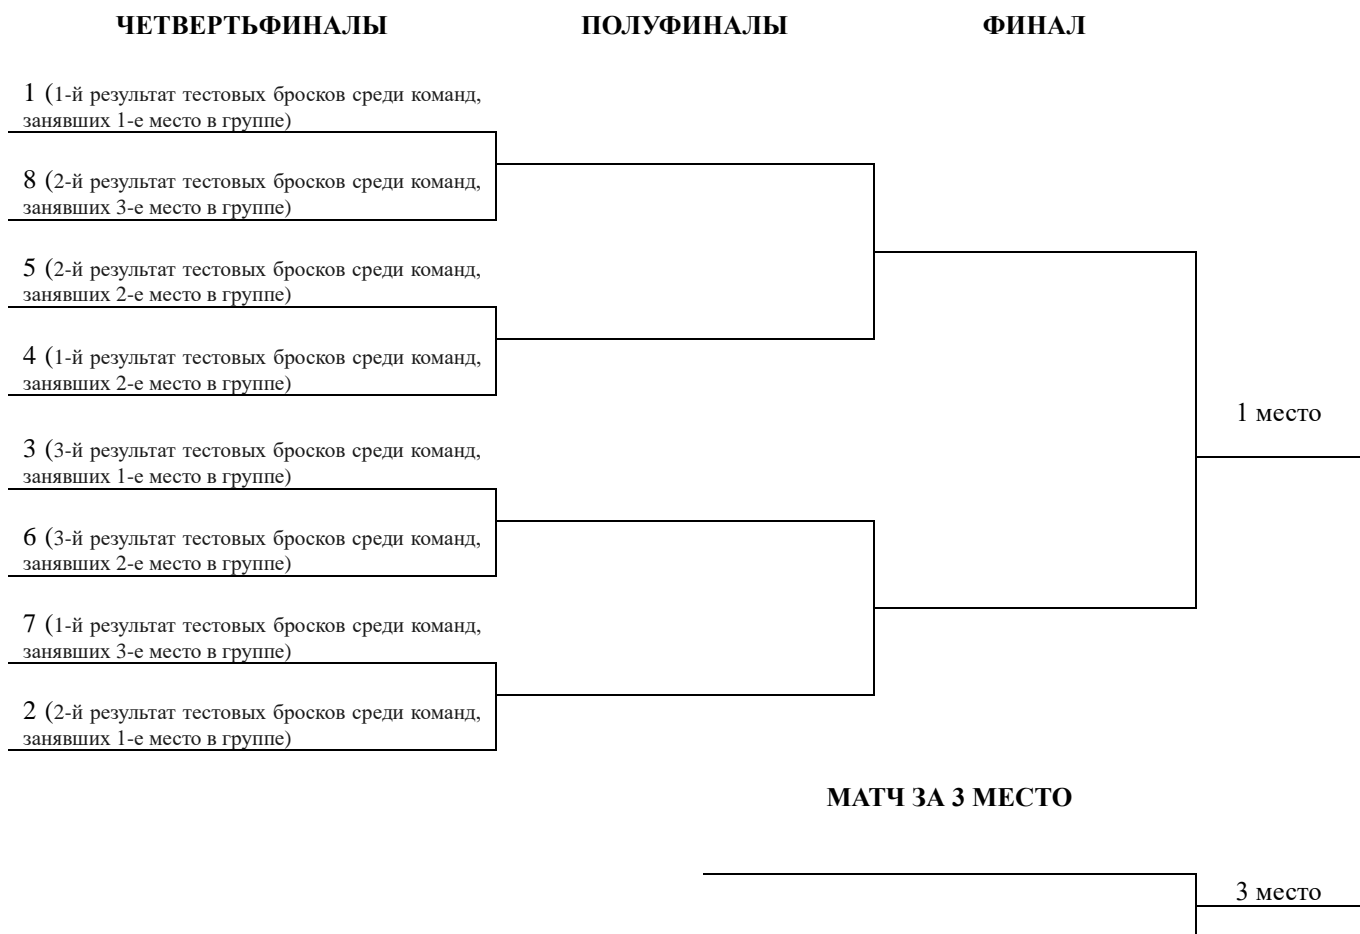 ЧЕТВЕРТЬФИНАЛЫ ПОЛУФИНАЛЫ ФИНАЛ
1 (1-й результат тестовых бросков среди команд,
занявших 1-е место в группе)
8 (2-й результат тестовых бросков среди команд,
занявших 3-е место в группе)
5 (2-й результат тестовых бросков среди команд,
занявших 2-е место в группе)
4 (1-й результат тестовых бросков среди команд,
занявших 2-е место в группе)
1 место
3 (3-й результат тестовых бросков среди команд,
занявших 1-е место в группе)
6 (3-й результат тестовых бросков среди команд,
занявших 2-е место в группе)
7 (1-й результат тестовых бросков среди команд,
занявших 3-е место в группе)
2 (2-й результат тестовых бросков среди команд,
занявших 1-е место в группе)
МАТЧ ЗА 3 МЕСТО
3 место